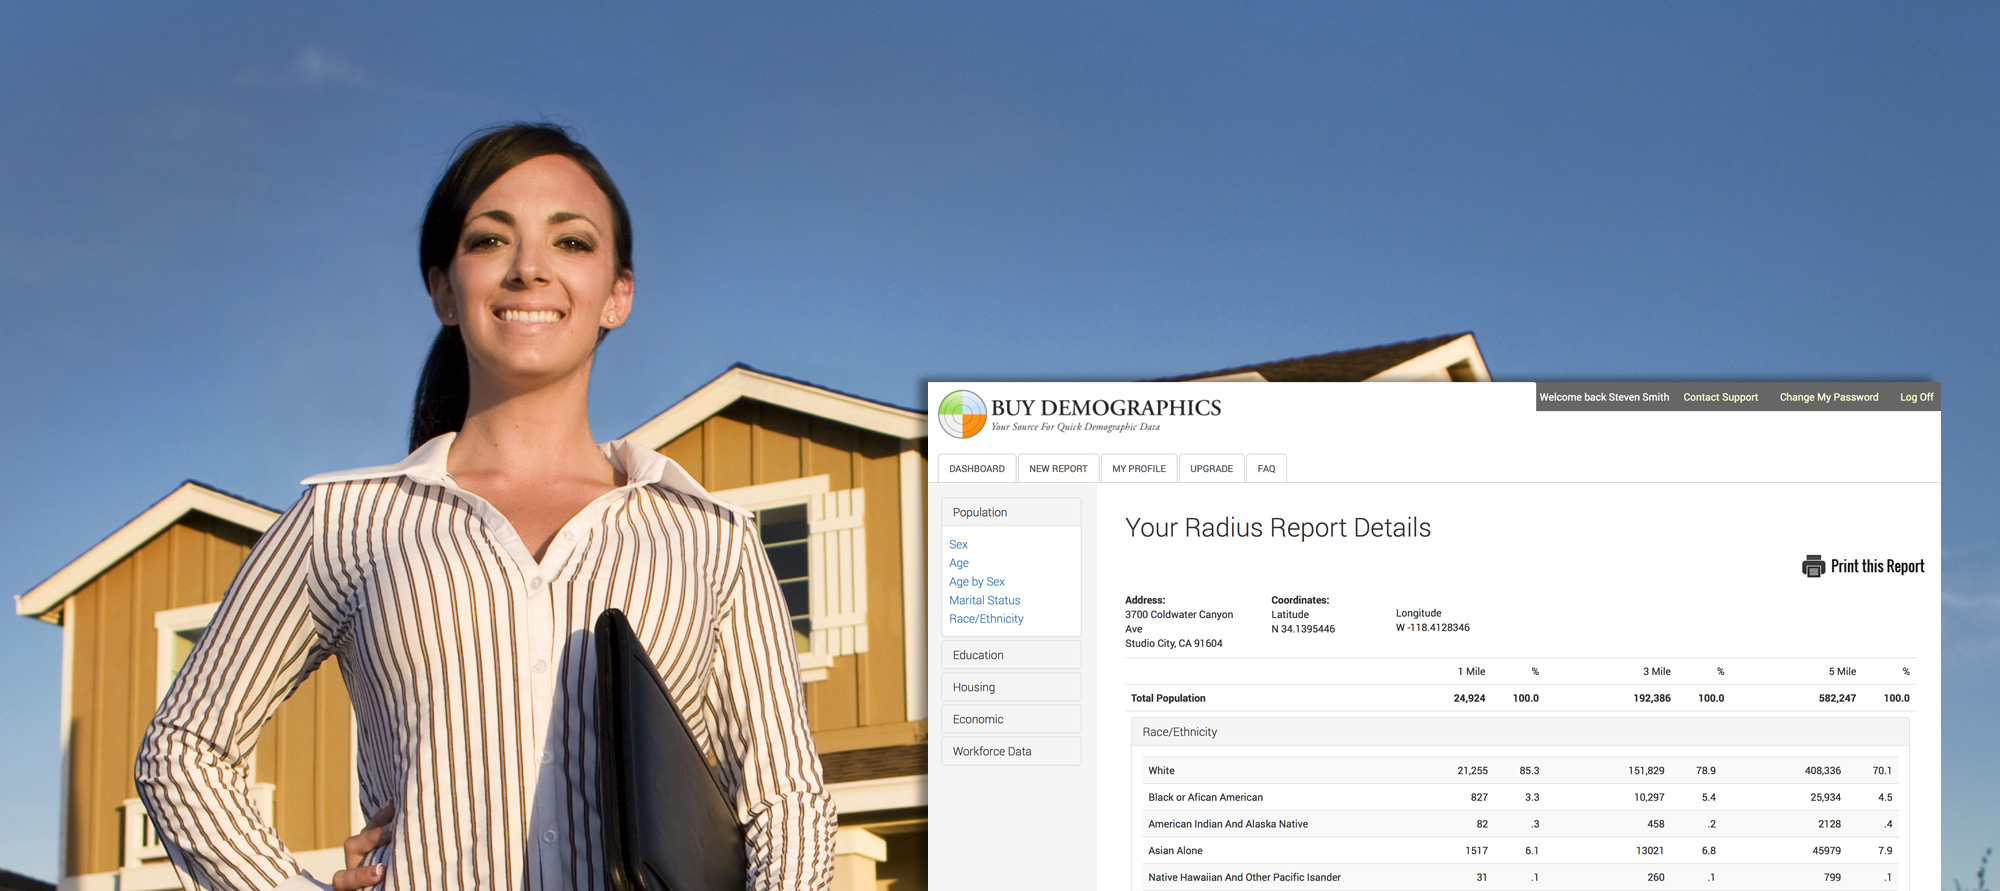 BUY DEMOGRAPHICS
Your Source For Quick Demographic Data
Welcome back Steven Smith Contact Support Change My Password Log Off
DASHBOARD NEW REPORT MY PROFILE UPGRADE FAQ
Population
Sex
Age
Age by Sex
Marital Status
Race/Ethnicity
Education
Housing
Economic
Workforce Data
Your Radius Report Details
Print this Report
Address:
3700 Coldwater Canyon
Ave
Studio City, CA 91604
Coordinates:
Latitude
N 34.1395446
Longitude
W -118.4128346
1 Mile % 3 Mile % 5 Mile %
Total Population 24,924 100.0 192,386 100.0 582,247 100.0
Race/Ethnicity
White 21,255 85.3 151,829 78.9 408,336 70.1
Black or Afican American 827 3.3 10,297 5.4 25,934 4.5
American Indian And Alaska Native 82 .3 458 .2 2128 .4
Asian Alone 1517 6.1 13021 6.8 45979 7.9
Native Hawaiian And Other Pacific Isander 31 .1 260 .1 799 .1